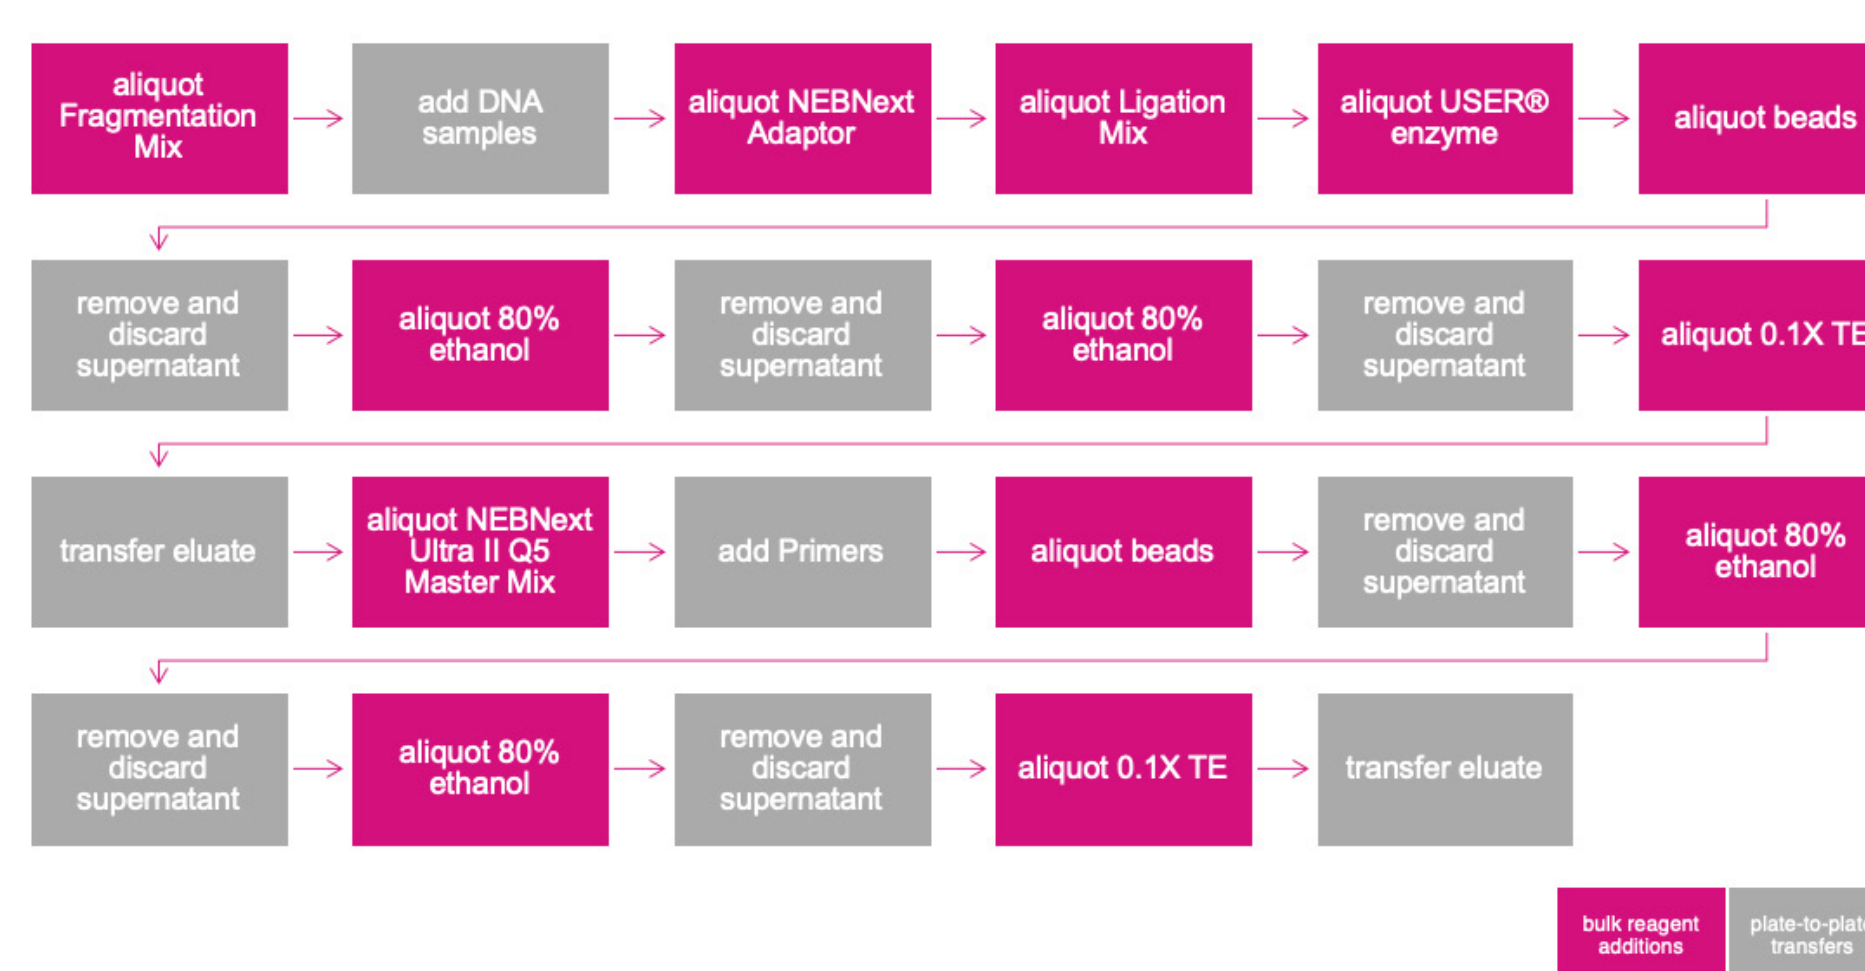 aliquot
Fragmentation
Mix
add DNA
samples
aliquot NEBNext
Adaptor
aliquot Ligation
Mix
aliquot USER®
enzyme
aliquot beads
remove and
discard
supernatant
aliquot 80%
ethanol
remove and
discard
supernatant
aliquot 80%
ethanol
remove and
discard
supernatant
aliquot 0.1X TE
transfer eluate
aliquot NEBNext
Ultra II Q5
Master Mix
add Primers
aliquot beads
remove and
discard
supernatant
aliquot 80%
ethanol
remove and
discard
supernatant
aliquot 80%
ethanol
remove and
discard
supernatant
aliquot 0.1X TE
transfer eluate
bulk reagent
additions
plate-to-plate
transfers